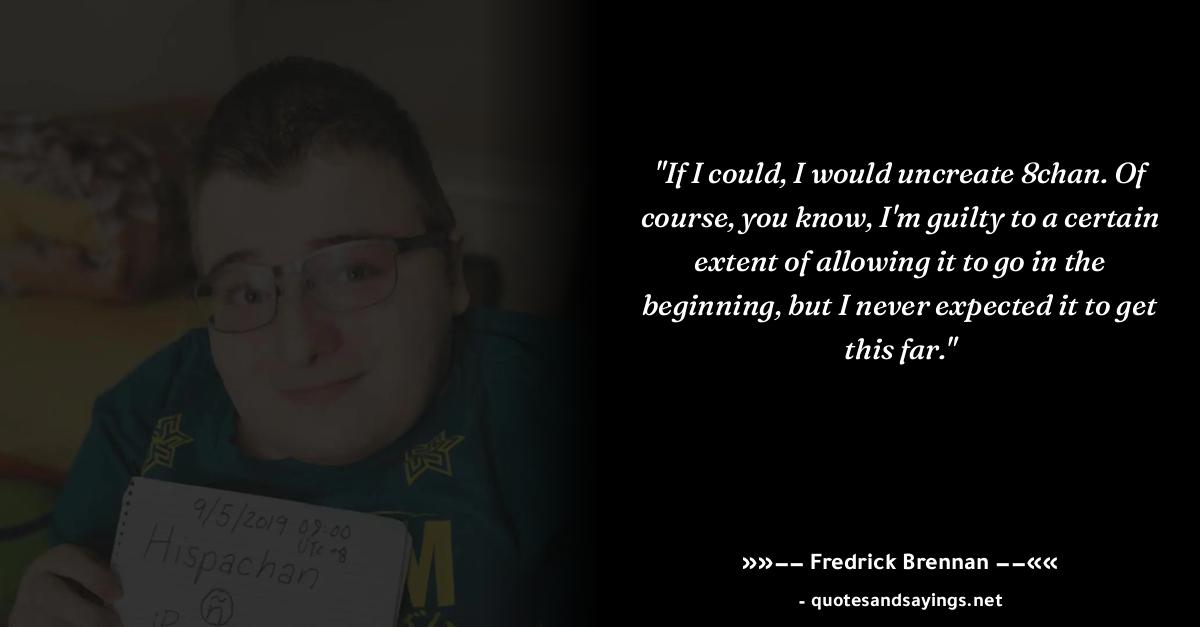 "If I could, I would uncreate 8chan. Of
course, you know, I'm guilty to a certain
extent of allowing it to go in the
beginning, but I never expected it to get
this far."
»»−− Fredrick Brennan −−««
- quotesandsayings.net
9/5/2019 09:00
UTC +8
Hispachan
ñ
M